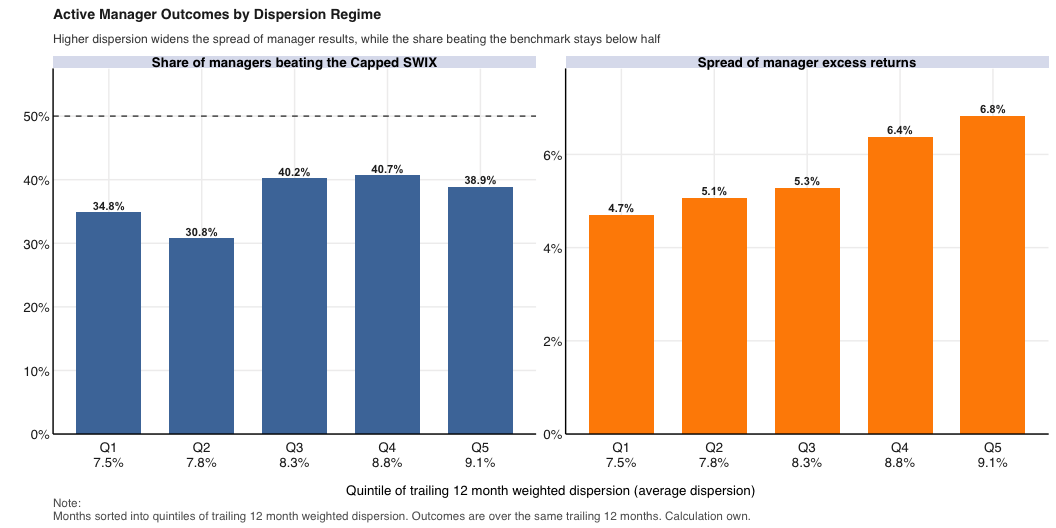 Active Manager Outcomes by Dispersion Regime
Higher dispersion widens the spread of manager results, while the share beating the benchmark stays below half
Share of managers beating the Capped SWIX
50%
40%
30%
20%
10%
0%
34.8%
30.8%
40.2%
40.7%
38.9%
Q1
7.5%
Q2
7.8%
Q3
8.3%
Q4
8.8%
Q5
9.1%
Spread of manager excess returns
6%
4%
2%
0%
4.7%
5.1%
5.3%
6.4%
6.8%
Q1
7.5%
Q2
7.8%
Q3
8.3%
Q4
8.8%
Q5
9.1%
Quintile of trailing 12 month weighted dispersion (average dispersion)
Note:
Months sorted into quintiles of trailing 12 month weighted dispersion. Outcomes are over the same trailing 12 months. Calculation own.